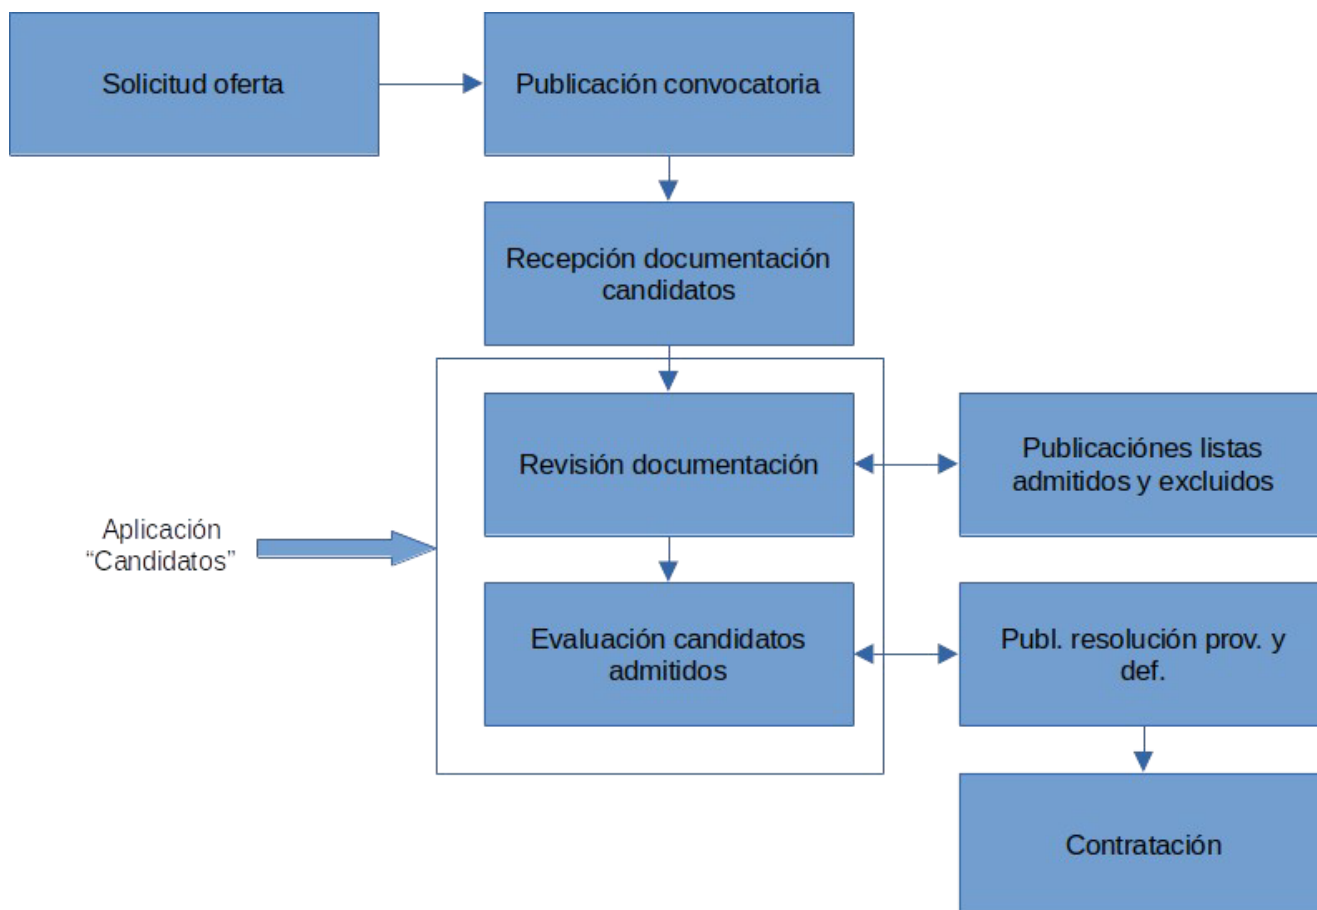 Solicitud oferta
Publicación convocatoria
Recepción documentación
candidatos
Revisión documentación
Publicaciónes listas
admitidos y excluidos
Aplicación
“Candidatos”
Evaluación candidatos
admitidos
Publ. resolución prov. y
def.
Contratación